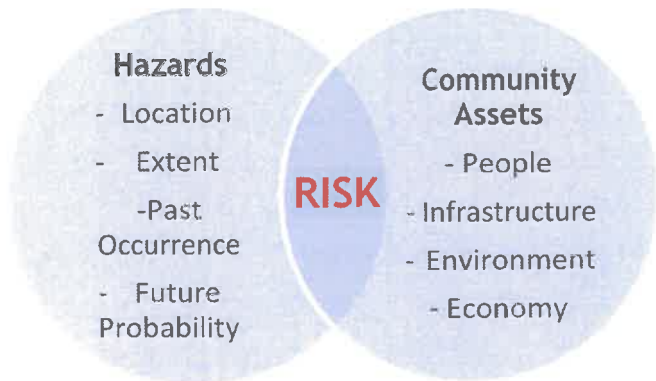 Hazards
- Location
- Extent
-Past
Occurrence
- Future
Probability
RISK
Community
Assets
- People
- Infrastructure
- Environment
- Economy